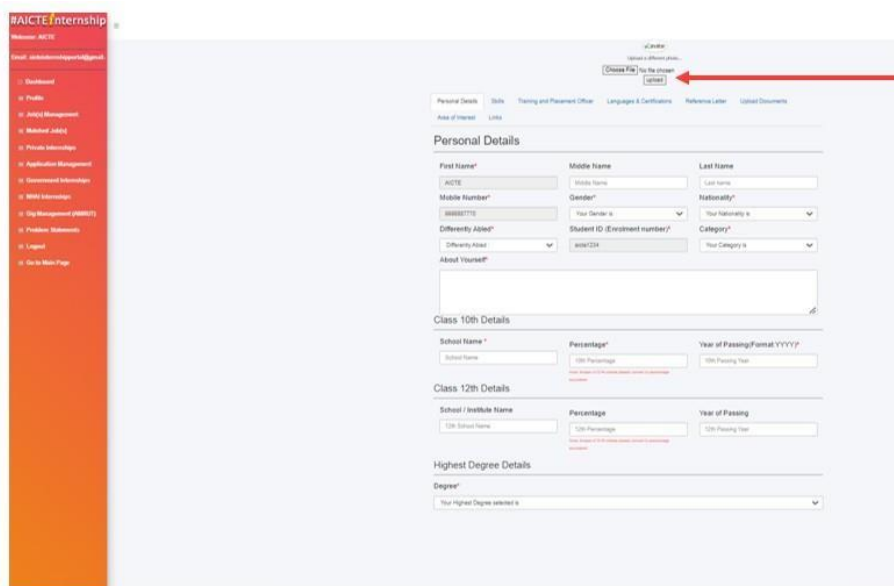 #AICTEInternship
Welcome: AICTE
Dashboard
Profile
Job(s) Management
Matched Job(s)
Private Internships
Application Management
Government Internships
Gig Management (AMRUT)
Problem Statements
Logout
Go to Main Page
Upload a different photo...
Choose File No file chosen
upload
Personal Details Skills Training and Placement Officer Languages & Certifications Reference Letter Upload Documents
Area of Interest Links
Personal Details
First Name* Middle Name Last Name
AICTE Middle Name Last name
Mobile Number* Gender* Nationality*
Your Gender is Your Nationality is
Differently Abled* Student ID (Enrolment number)* Category*
Differently Abled aicte1234 Your Category is
About Yourself*
Class 10th Details
School Name * Percentage* Year of Passing(Format YYYY)*
School Name 10th Percentage 10th Passing Year
Class 12th Details
School / Institute Name Percentage Year of Passing
12th School Name 12th Percentage 12th Passing Year
Highest Degree Details
Degree*
Your Highest Degree selected is